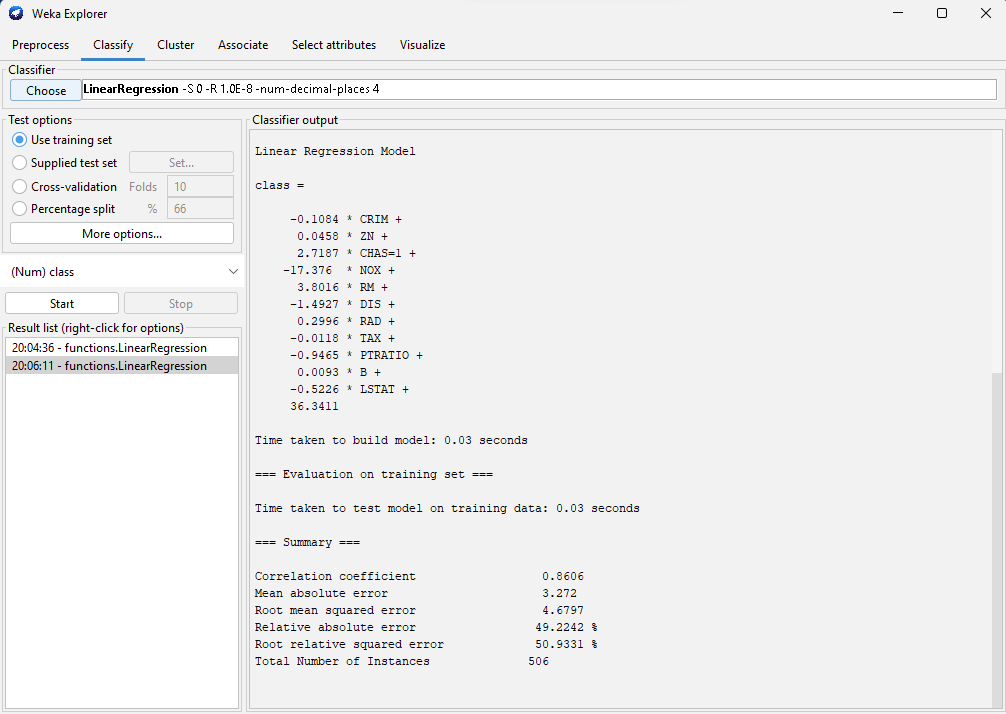 Weka Explorer
Preprocess Classify Cluster Associate Select attributes Visualize
Classifier
Choose LinearRegression -S 0 -R 1.0E-8 -num-decimal-places 4
Test options
Use training set
Supplied test set Set...
Cross-validation Folds 10
Percentage split % 66
More options...
(Num) class
Start Stop
Result list (right-click for options)
20:04:36 - functions.LinearRegression
20:06:11 - functions.LinearRegression
Classifier output
Linear Regression Model
class =
-0.1084 * CRIM +
0.0458 * ZN +
2.7187 * CHAS=1 +
-17.376 * NOX +
3.8016 * RM +
-1.4927 * DIS +
0.2996 * RAD +
-0.0118 * TAX +
-0.9465 * PTRATIO +
0.0093 * B +
-0.5226 * LSTAT +
36.3411
Time taken to build model: 0.03 seconds
=== Evaluation on training set ===
Time taken to test model on training data: 0.03 seconds
=== Summary ===
Correlation coefficient 0.8606
Mean absolute error 3.272
Root mean squared error 4.6797
Relative absolute error 49.2242 %
Root relative squared error 50.9331 %
Total Number of Instances 506